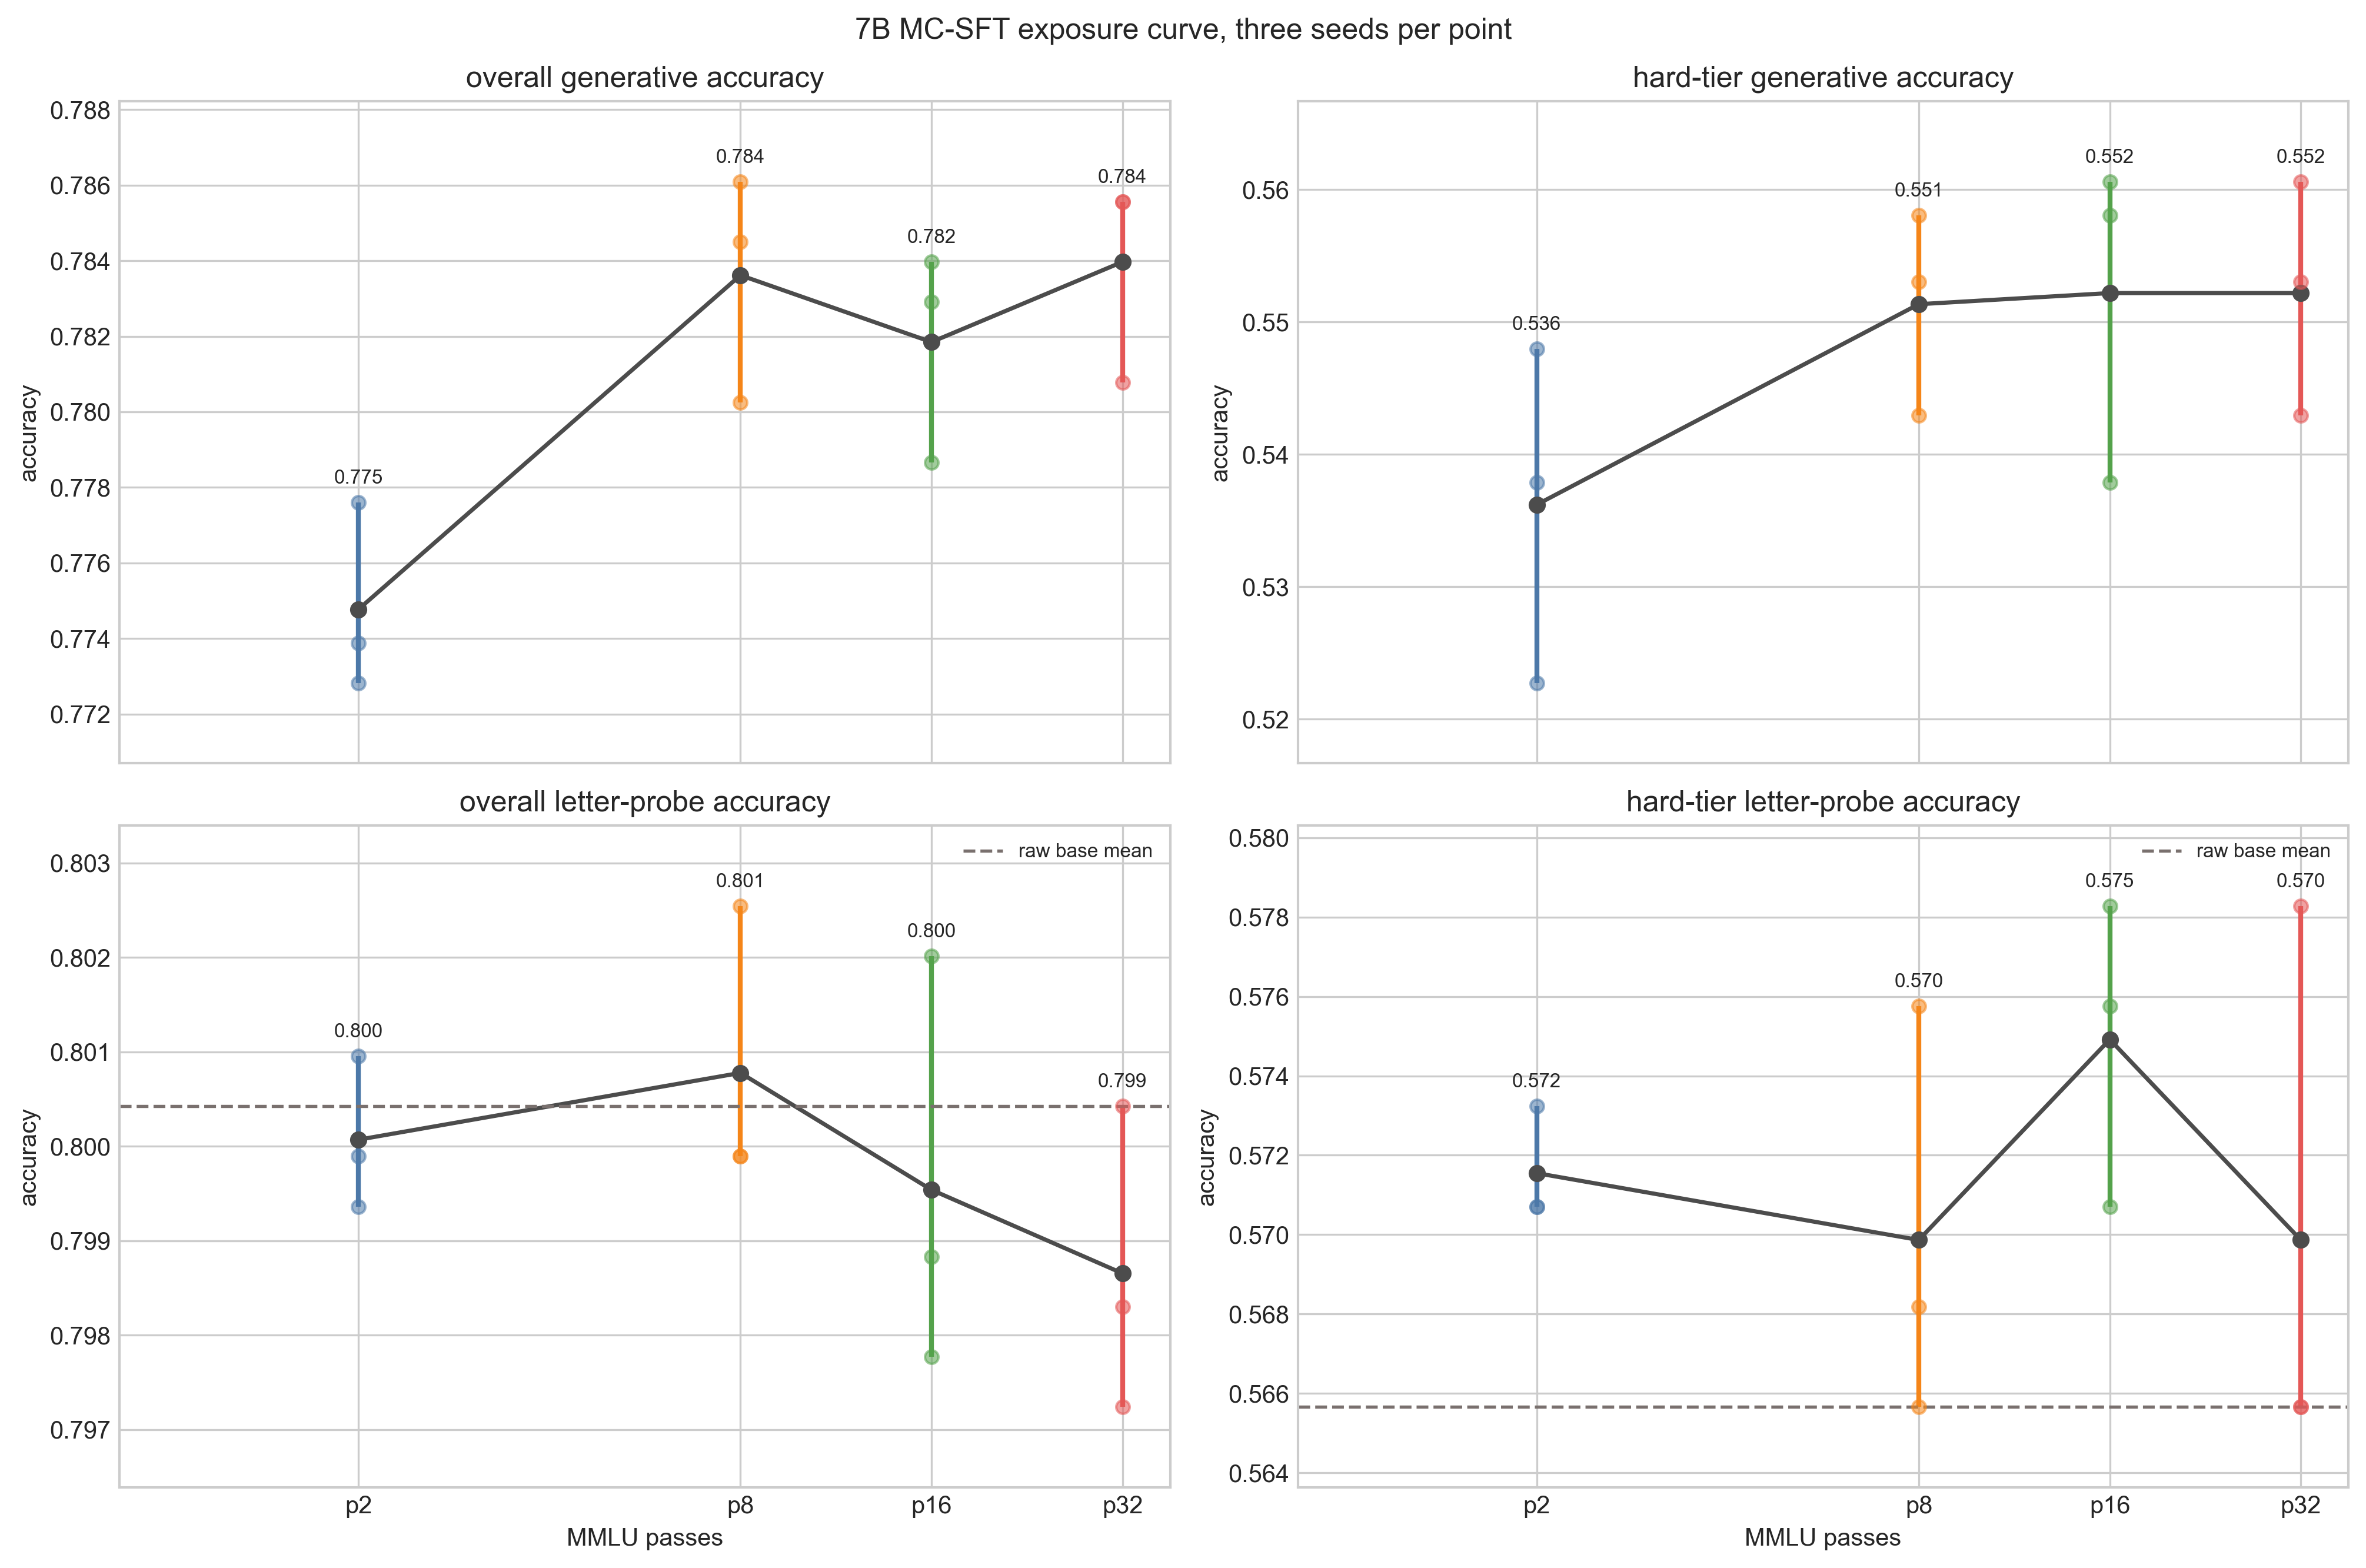 7B MC-SFT exposure curve, three seeds per point
overall generative accuracy
0.788
0.786
0.784
0.782
0.780
0.778
0.776
0.774
0.772
accuracy
0.775
0.784
0.782
0.784
hard-tier generative accuracy
0.56
0.55
0.54
0.53
0.52
accuracy
0.536
0.551
0.552
0.552
overall letter-probe accuracy
0.803
0.802
0.801
0.800
0.799
0.798
0.797
accuracy
raw base mean
0.800
0.801
0.800
0.799
p2
p8
p16
p32
MMLU passes
hard-tier letter-probe accuracy
0.580
0.578
0.576
0.574
0.572
0.570
0.568
0.566
0.564
accuracy
raw base mean
0.572
0.570
0.575
0.570
p2
p8
p16
p32
MMLU passes